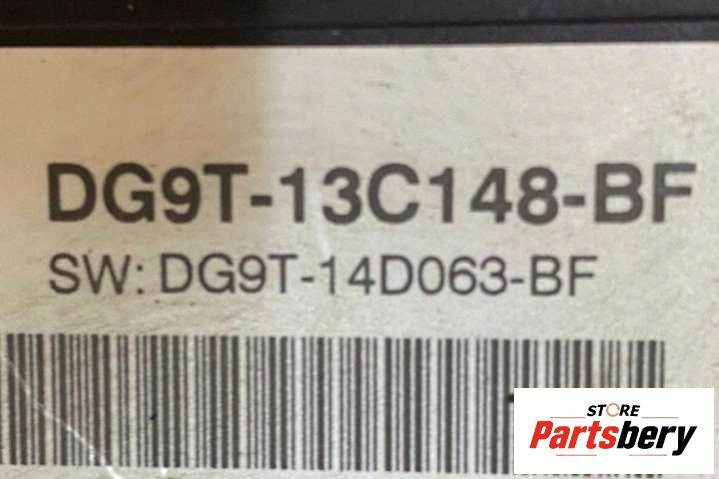 DG9T-13C148-BF
SW: DG9T-14D063-BF
STORE
Partsbery